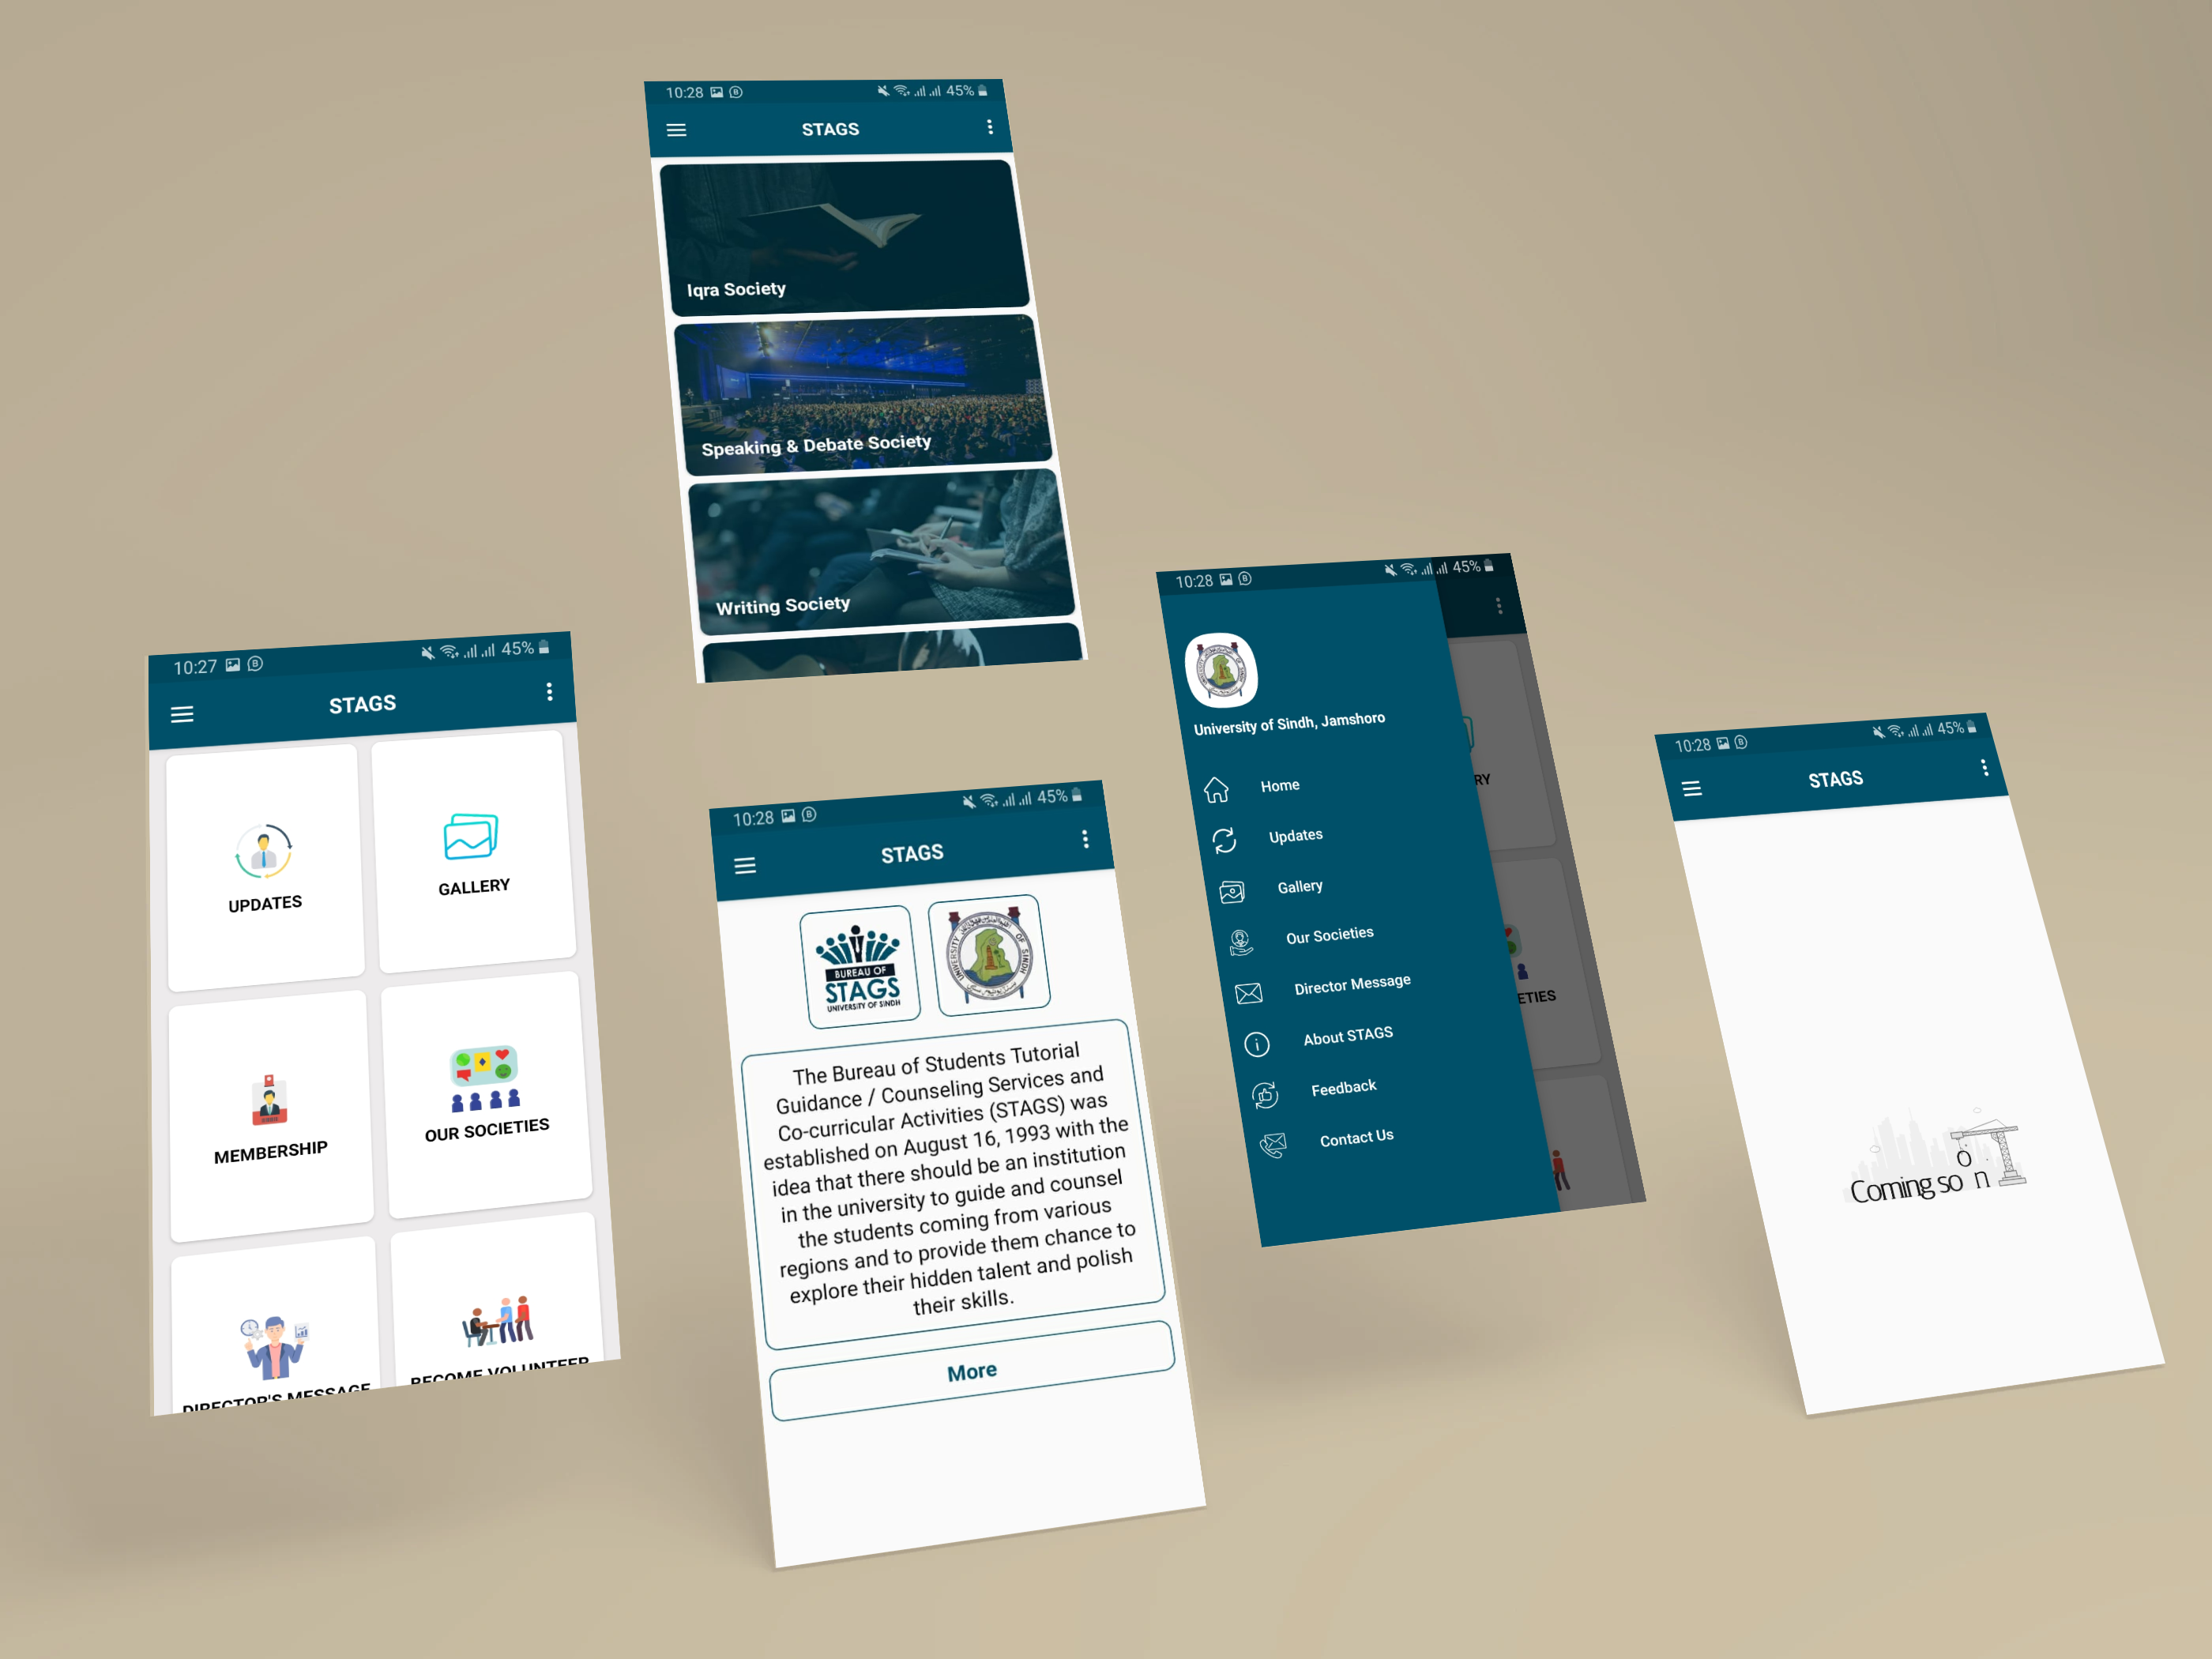 10:28
45%
STAGS
Iqra Society
Speaking & Debate Society
Writing Society
10:27
45%
STAGS
UPDATES
GALLERY
MEMBERSHIP
OUR SOCIETIES
DIRECTOR'S MESSAGE
BECOME VOLUNTEER
10:28
45%
STAGS
BUREAU OF
STAGS
UNIVERSITY OF SINDH
UNIVERSITY OF SINDH
The Bureau of Students Tutorial
Guidance / Counseling Services and
Co-curricular Activities (STAGS) was
established on August 16, 1993 with the
idea that there should be an institution
in the university to guide and counsel
the students coming from various
regions and to provide them chance to
explore their hidden talent and polish
their skills.
More
10:28
45%
UNIVERSITY OF SINDH
University of Sindh, Jamshoro
Home
Updates
Gallery
Our Societies
Director Message
About STAGS
Feedback
Contact Us
RY
ETIES
10:28
45%
STAGS
Coming soon